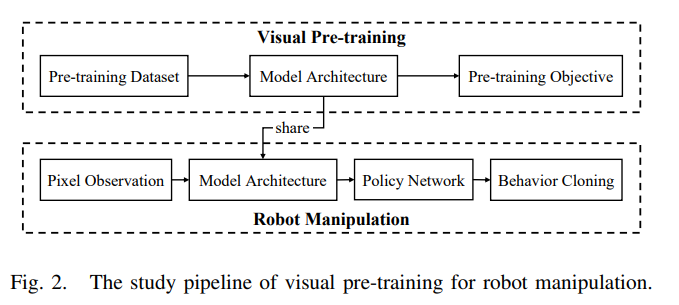 Visual Pre-training
Pre-training Dataset
Model Architecture
Pre-training Objective
share
Pixel Observation
Model Architecture
Policy Network
Behavior Cloning
Robot Manipulation
Fig. 2. The study pipeline of visual pre-training for robot manipulation.